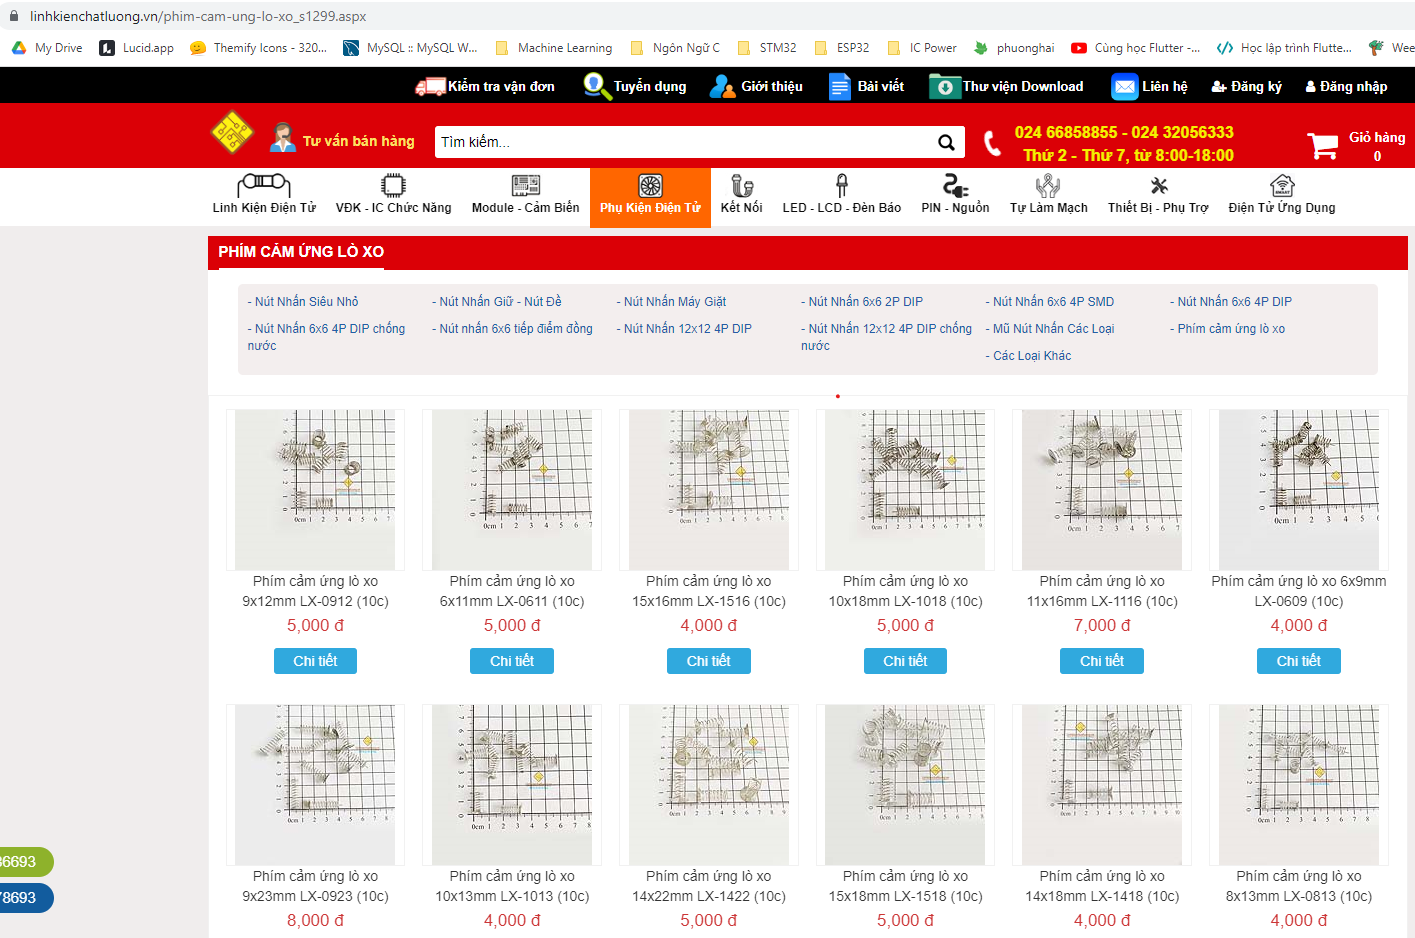 linhkienchatluong.vn/phim-cam-ung-lo-xo_s1299.aspx
My Drive Lucid.app Themify Icons - 320... MySQL :: MySQL W... Machine Learning Ngôn Ngữ C STM32 ESP32 IC Power phuonghai Cùng học Flutter -... Học lập trình Flutte... Wee
Kiểm tra vận đơn Tuyển dụng Giới thiệu Bài viết Thư viện Download Liên hệ Đăng ký Đăng nhập
Tư vấn bán hàng
Tìm kiếm...
024 66858855 - 024 32056333
Thứ 2 - Thứ 7, từ 8:00-18:00
Giỏ hàng
0
Linh Kiện Điện Tử VĐK - IC Chức Năng Module - Cảm Biến Phụ Kiện Điện Tử Kết Nối LED - LCD - Đèn Báo PIN - Nguồn Tự Làm Mạch Thiết Bị - Phụ Trợ Điện Tử Ứng Dụng
PHÍM CẢM ỨNG LÒ XO
- Nút Nhấn Siêu Nhỏ - Nút Nhấn Giữ - Nút Đề - Nút Nhấn Máy Giặt - Nút Nhấn 6x6 2P DIP - Nút Nhấn 6x6 4P SMD - Nút Nhấn 6x6 4P DIP
- Nút Nhấn 6x6 4P DIP chống nước - Nút nhấn 6x6 tiếp điểm đồng - Nút Nhấn 12x12 4P DIP - Nút Nhấn 12x12 4P DIP chống nước - Mũ Nút Nhấn Các Loại - Phím cảm ứng lò xo
- Các Loại Khác
Phím cảm ứng lò xo
9x12mm LX-0912 (10c)
5,000 đ
Chi tiết
Phím cảm ứng lò xo
6x11mm LX-0611 (10c)
5,000 đ
Chi tiết
Phím cảm ứng lò xo
15x16mm LX-1516 (10c)
4,000 đ
Chi tiết
Phím cảm ứng lò xo
10x18mm LX-1018 (10c)
5,000 đ
Chi tiết
Phím cảm ứng lò xo
11x16mm LX-1116 (10c)
7,000 đ
Chi tiết
Phím cảm ứng lò xo 6x9mm
LX-0609 (10c)
4,000 đ
Chi tiết
Phím cảm ứng lò xo
9x23mm LX-0923 (10c)
8,000 đ
Phím cảm ứng lò xo
10x13mm LX-1013 (10c)
4,000 đ
Phím cảm ứng lò xo
14x22mm LX-1422 (10c)
5,000 đ
Phím cảm ứng lò xo
15x18mm LX-1518 (10c)
5,000 đ
Phím cảm ứng lò xo
14x18mm LX-1418 (10c)
4,000 đ
Phím cảm ứng lò xo
8x13mm LX-0813 (10c)
4,000 đ
36693
78693